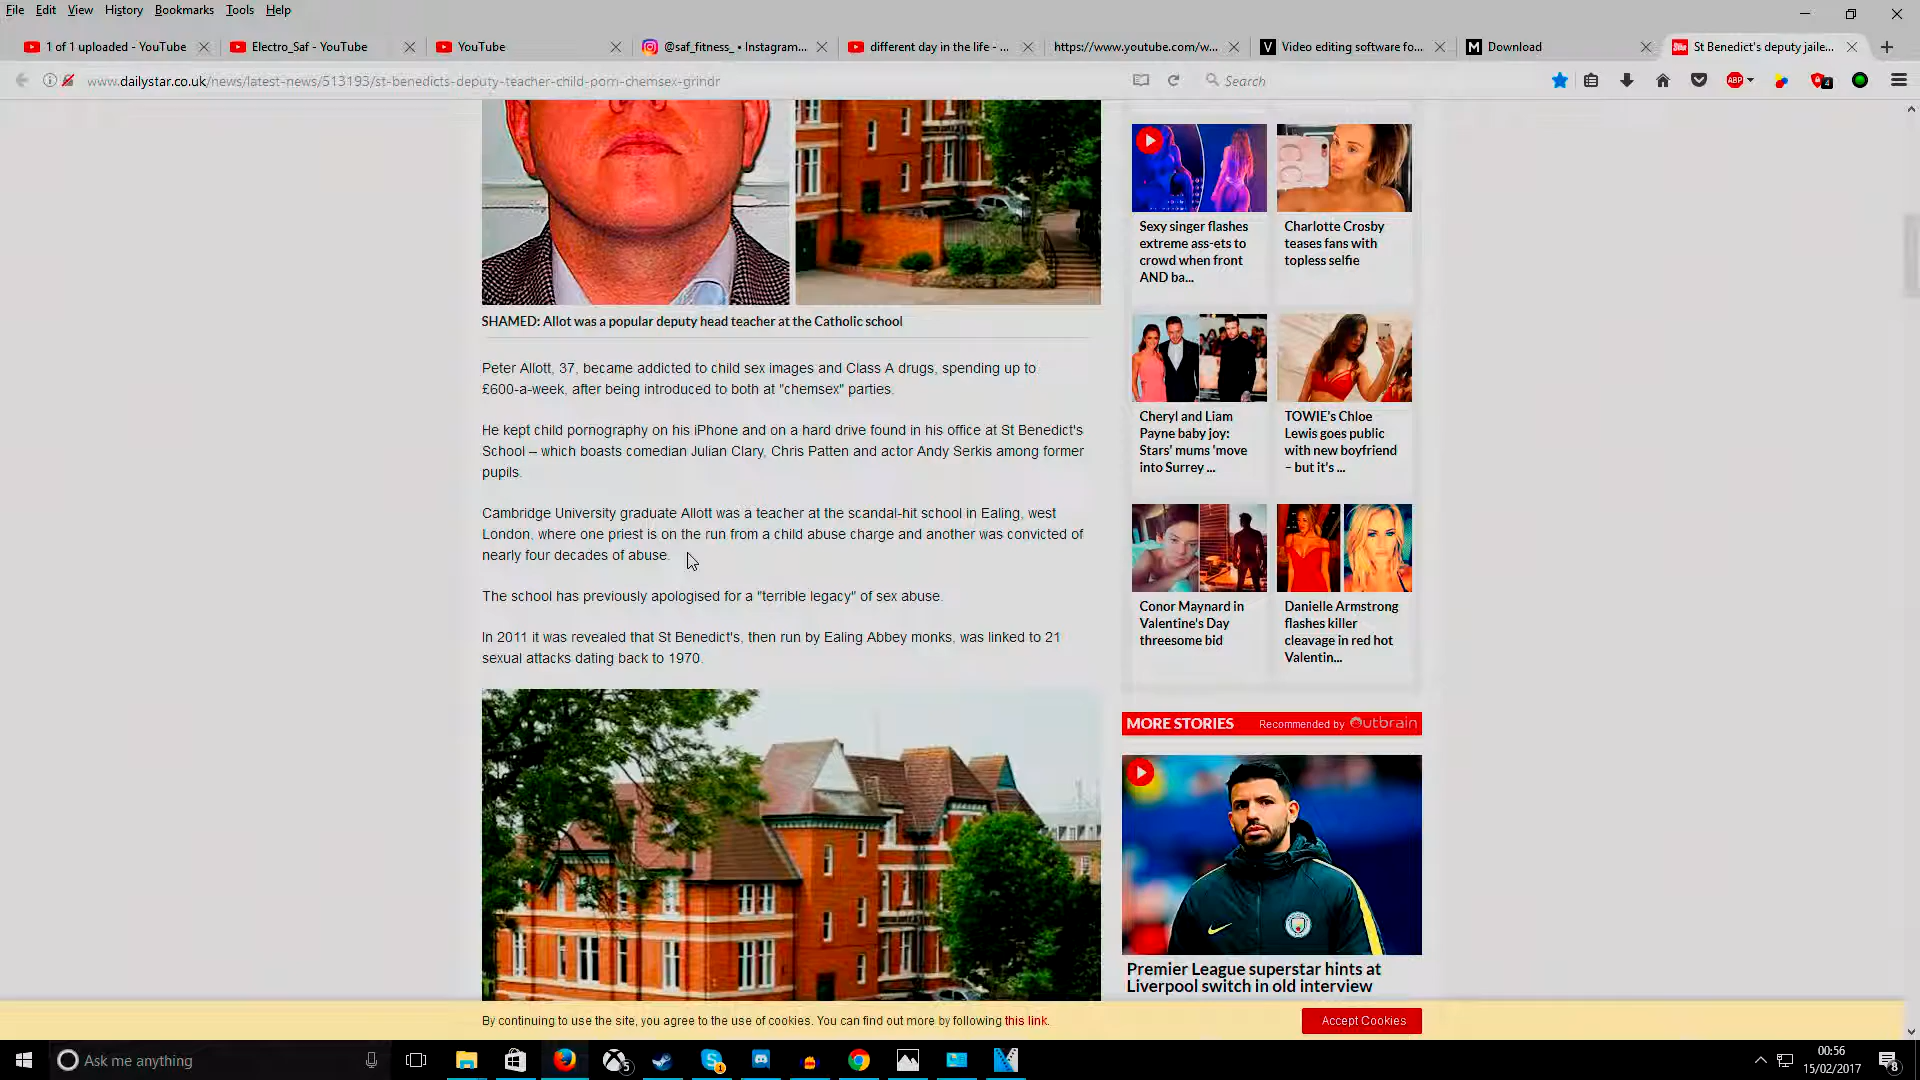 File Edit View History Bookmarks Tools Help
1 of 1 uploaded - YouTube
Electro_Saf - YouTube
YouTube
@saf_fitness_ • Instagram...
different day in the life - ...
https://www.youtube.com/w...
Video editing software fo...
Download
St Benedict's deputy jaile...
www.dailystar.co.uk/news/latest-news/513193/st-benedicts-deputy-teacher-child-porn-chemsex-grindr
Search
ABP
4
SHAMED: Allot was a popular deputy head teacher at the Catholic school
Peter Allott, 37, became addicted to child sex images and Class A drugs, spending up to
£600-a-week, after being introduced to both at "chemsex" parties.
He kept child pornography on his iPhone and on a hard drive found in his office at St Benedict's
School – which boasts comedian Julian Clary, Chris Patten and actor Andy Serkis among former
pupils.
Cambridge University graduate Allott was a teacher at the scandal-hit school in Ealing, west
London, where one priest is on the run from a child abuse charge and another was convicted of
nearly four decades of abuse.
The school has previously apologised for a "terrible legacy" of sex abuse.
In 2011 it was revealed that St Benedict's, then run by Ealing Abbey monks, was linked to 21
sexual attacks dating back to 1970.
Sexy singer flashes
extreme ass-ets to
crowd when front
AND ba...
Charlotte Crosby
teases fans with
topless selfie
Cheryl and Liam
Payne baby joy:
Stars' mums 'move
into Surrey ...
TOWIE's Chloe
Lewis goes public
with new boyfriend
– but it's ...
Conor Maynard in
Valentine's Day
threesome bid
Danielle Armstrong
flashes killer
cleavage in red hot
Valentin...
MORE STORIES Recommended by Outbrain
Premier League superstar hints at
Liverpool switch in old interview
By continuing to use the site, you agree to the use of cookies. You can find out more by following this link.
Accept Cookies
Ask me anything
5
1
00:56
15/02/2017
8